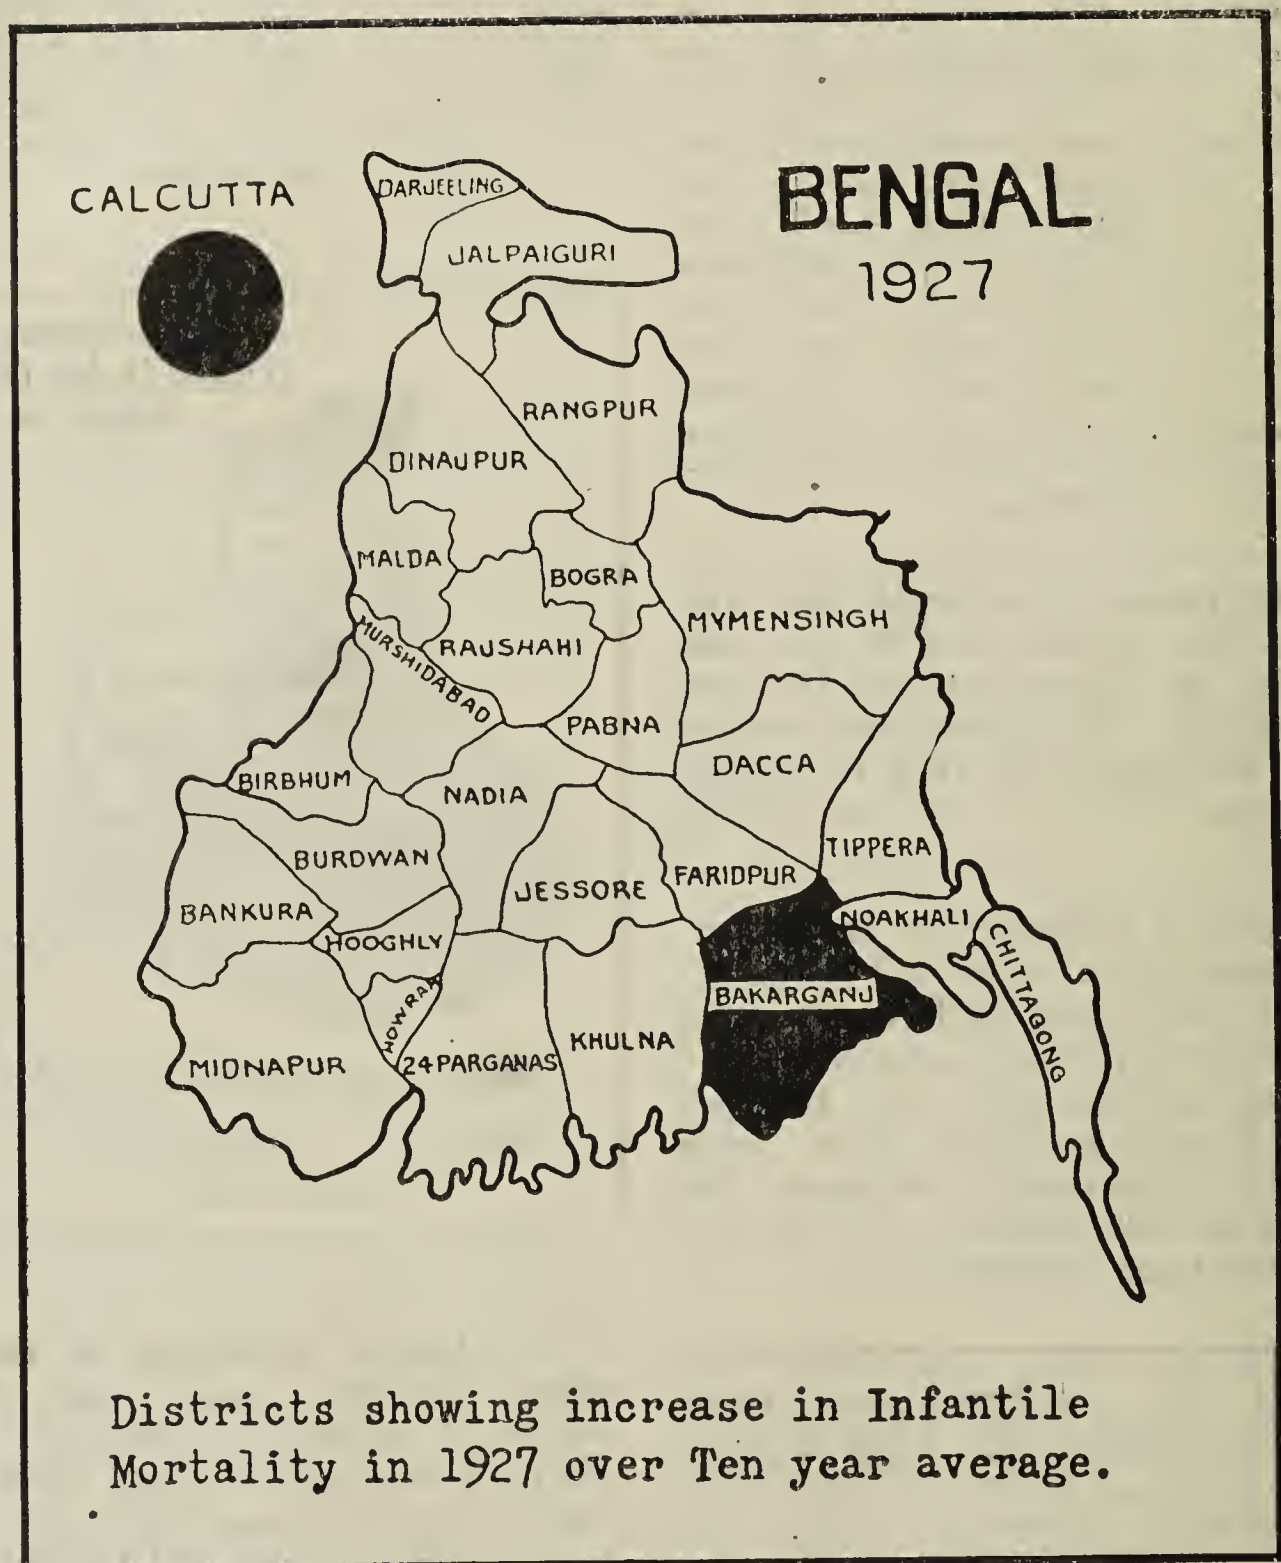 CALCUTTA
BENGAL
1927
DARJEELING
JALPAIGURI
RANGPUR
DINAJPUR
MALDA
BOGRA
MYMENSINGH
MURSHIDABAD
RAJSHAHI
PABNA
DACCA
BIRBHUM
NADIA
BURDWAN
TIPPERA
JESSORE
FARIDPUR
BANKURA
HOOGHLY
NOAKHALI
CHITTAGONG
BAKARGANJ
HOWRAH
KHULNA
MIDNAPUR
24 PARGANAS
Districts showing increase in Infantile
Mortality in 1927 over Ten year average.